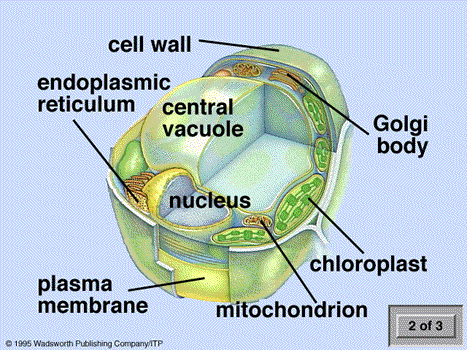 cell wall
endoplasmic
reticulum
central
vacuole
Golgi
body
nucleus
chloroplast
plasma
membrane
mitochondrion
2 of 3
© 1995 Wadsworth Publishing Company/ITP